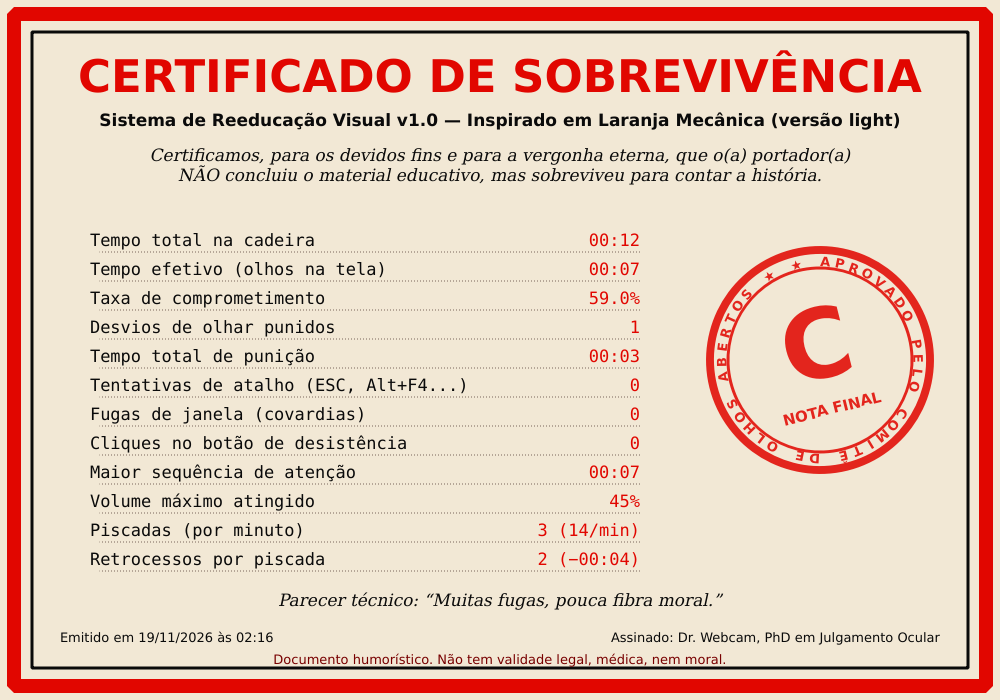 CERTIFICADO DE SOBREVIVÊNCIA
Sistema de Reeducação Visual v1.0 — Inspirado em Laranja Mecânica (versão light)
Certificamos, para os devidos fins e para a vergonha eterna, que o(a) portador(a)
NÃO concluiu o material educativo, mas sobreviveu para contar a história.
Tempo total na cadeira 00:12
Tempo efetivo (olhos na tela) 00:07
Taxa de comprometimento 59.0%
Desvios de olhar punidos 1
Tempo total de punição 00:03
Tentativas de atalho (ESC, Alt+F4...) 0
Fugas de janela (covardias) 0
Cliques no botão de desistência 0
Maior sequência de atenção 00:07
Volume máximo atingido 45%
Piscadas (por minuto) 3 (14/min)
Retrocessos por piscada 2 (−00:04)
★ APROVADO PELO COMITÊ DE OLHOS ABERTOS ★
C
NOTA FINAL
Parecer técnico: “Muitas fugas, pouca fibra moral.”
Emitido em 19/11/2026 às 02:16
Assinado: Dr. Webcam, PhD em Julgamento Ocular
Documento humorístico. Não tem validade legal, médica, nem moral.